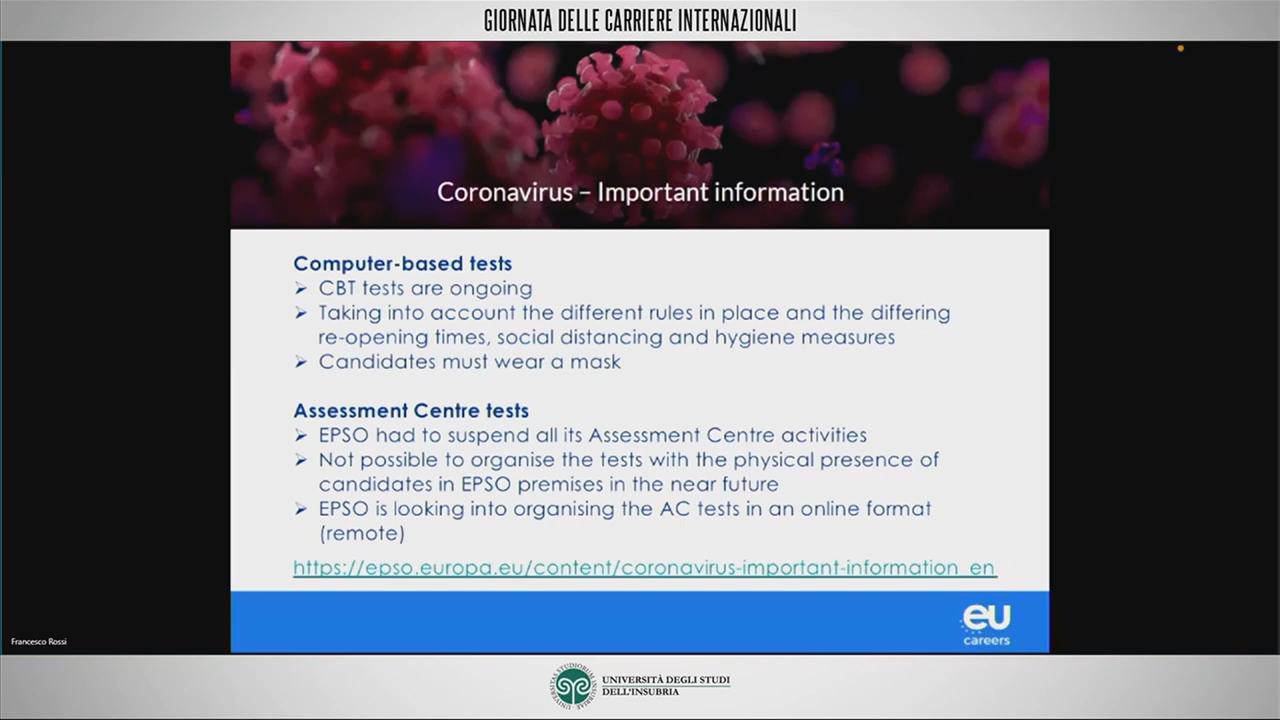 GIORNATA DELLE CARRIERE INTERNAZIONALI
Coronavirus – Important information
Computer-based tests
➢ CBT tests are ongoing
➢ Taking into account the different rules in place and the differing
re-opening times, social distancing and hygiene measures
➢ Candidates must wear a mask
Assessment Centre tests
➢ EPSO had to suspend all its Assessment Centre activities
➢ Not possible to organise the tests with the physical presence of
candidates in EPSO premises in the near future
➢ EPSO is looking into organising the AC tests in an online format
(remote)
https://epso.europa.eu/content/coronavirus-important-information_en
eu
careers
Francesco Rossi
UNIVERSITÀ DEGLI STUDI
DELL'INSUBRIA